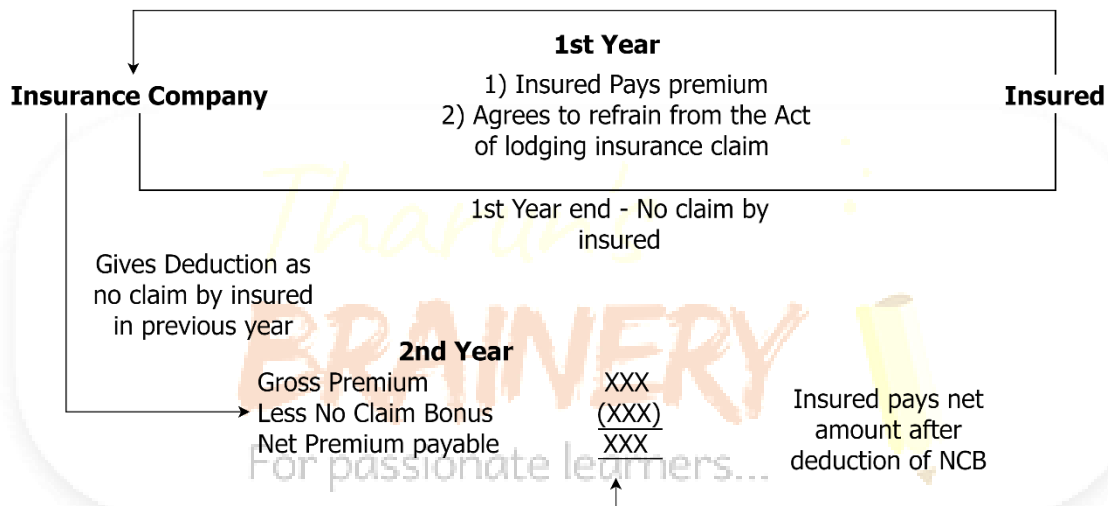 1st Year
1) Insured Pays premium
2) Agrees to refrain from the Act
of lodging insurance claim
Insurance Company
Insured
1st Year end - No claim by
insured
Gives Deduction as
no claim by insured
in previous year
Tharun's
BRAINERY
For passionate learners...
2nd Year
Gross Premium XXX
Less No Claim Bonus (XXX)
Net Premium payable XXX
Insured pays net
amount after
deduction of NCB